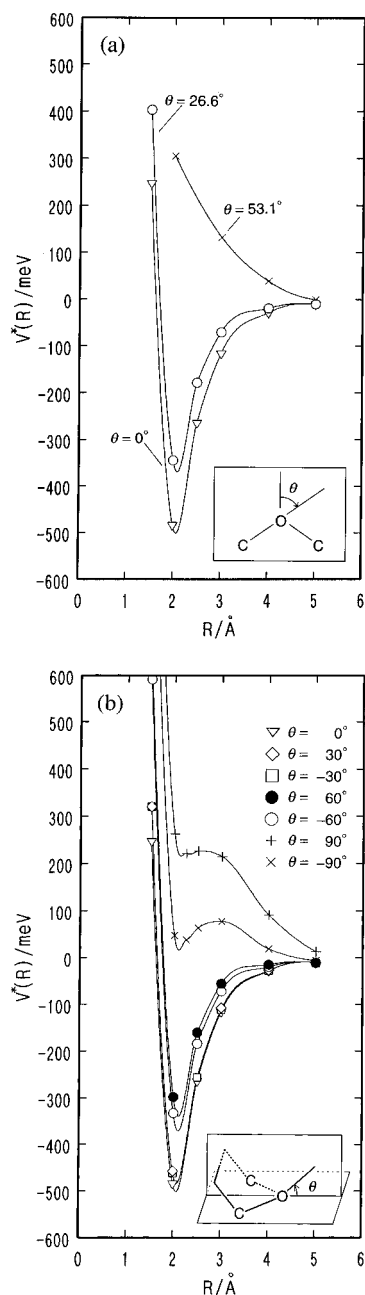 (a)
600
500
400
300
200
100
0
-100
-200
-300
-400
-500
-600
V*(R)/meV
θ=26.6°
θ=53.1°
θ=0°
θ
O
C C
0 1 2 3 4 5 6
R/Å
(b)
600
500
400
300
200
100
0
-100
-200
-300
-400
-500
-600
V*(R)/meV
θ= 0°
θ= 30°
θ= -30°
θ= 60°
θ= -60°
θ= 90°
θ= -90°
C O θ
C
0 1 2 3 4 5 6
R/Å